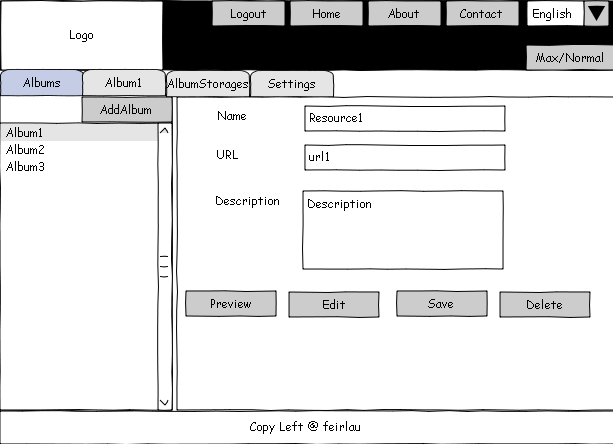 Logo
Logout Home About Contact English
Max/Normal
Albums Album1 AlbumStorages Settings
AddAlbum
Album1
Album2
Album3
Name Resource1
URL url1
Description Description
Preview Edit Save Delete
Copy Left @ feirlau